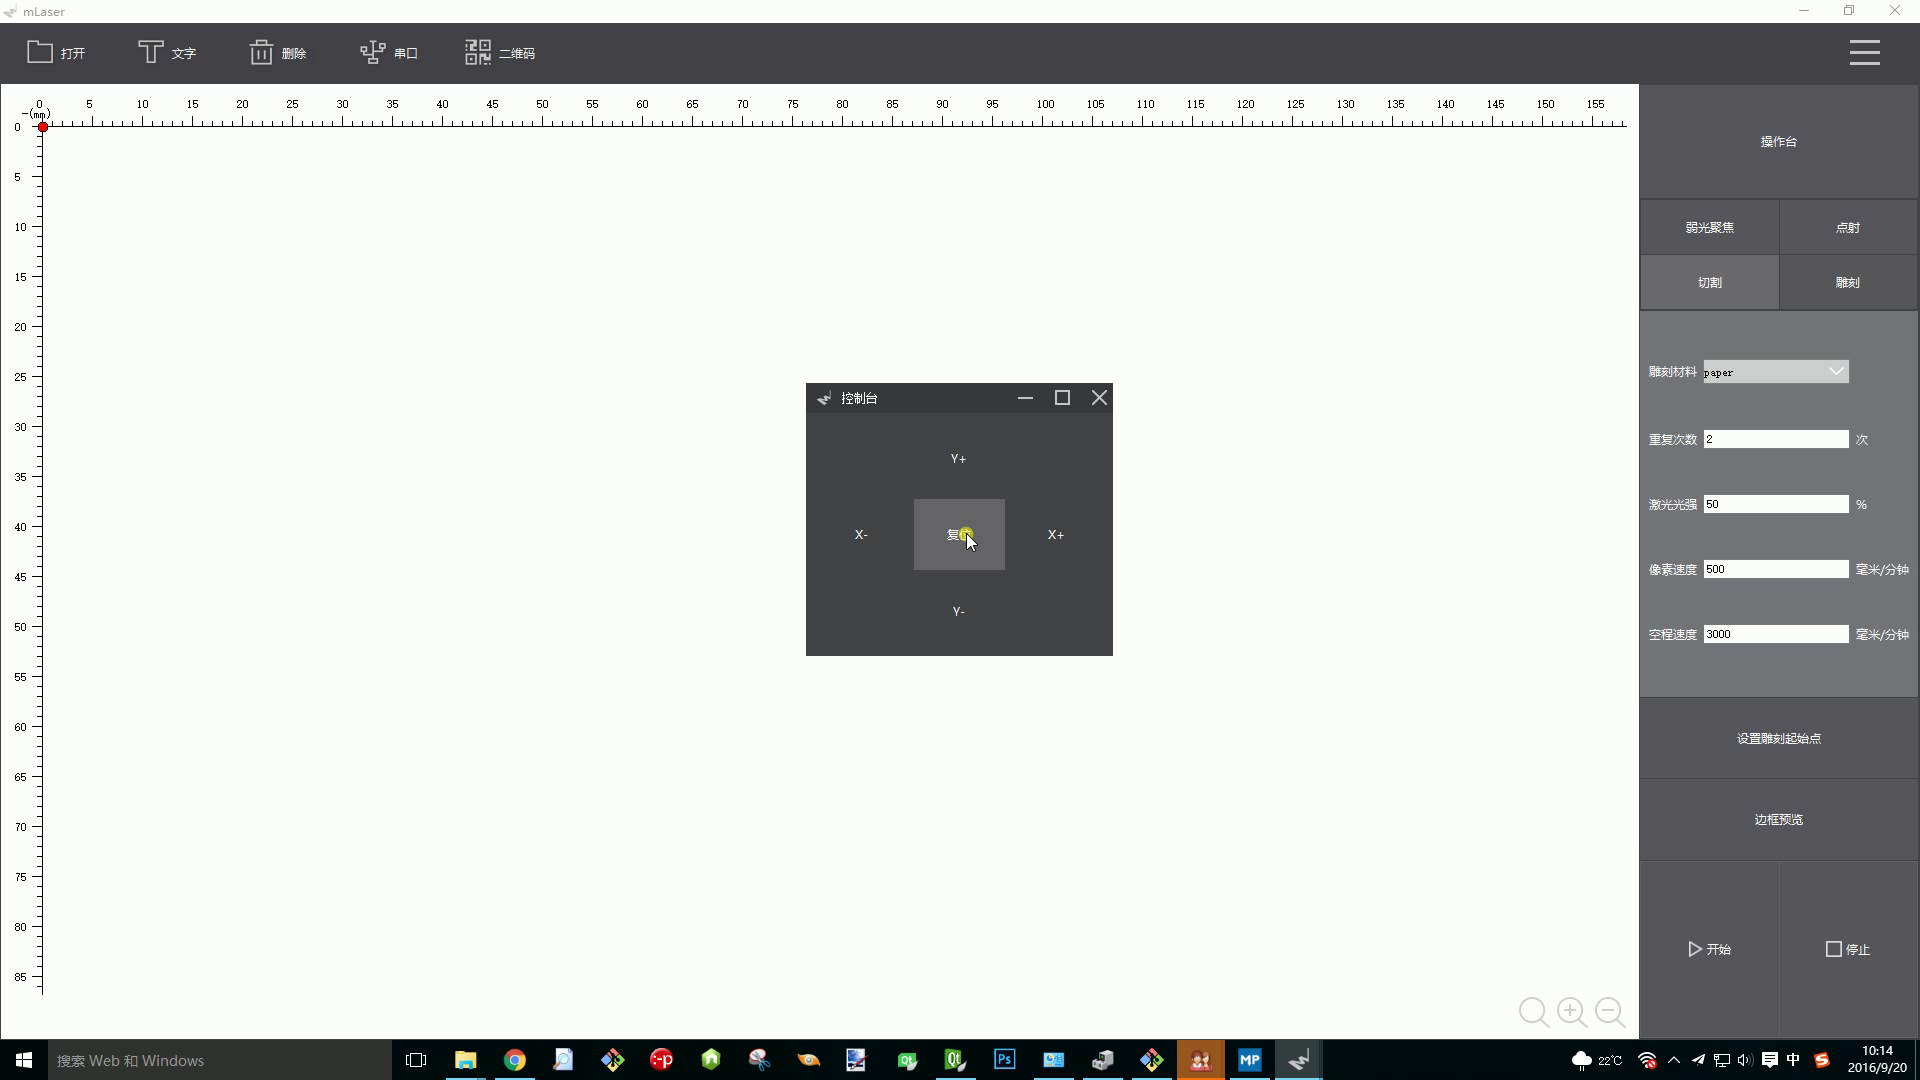 mLaser
打开
文字
删除
串口
二维码
0 5 10 15 20 25 30 35 40 45 50 55 60 65 70 75 80 85 90 95 100 105 110 115 120 125 130 135 140 145 150 155
(mm)
0
5
10
15
20
25
30
35
40
45
50
55
60
65
70
75
80
85
控制台
Y+
X-
复
X+
Y-
操作台
弱光聚焦 点射
切割 雕刻
雕刻材料 paper
重复次数 2 次
激光光强 50 %
像素速度 500 毫米/分钟
空程速度 3000 毫米/分钟
设置雕刻起始点
边框预览
开始 停止
搜索 Web 和 Windows
Qt
Qt
Ps
MP
22℃
中
S
10:14
2016/9/20